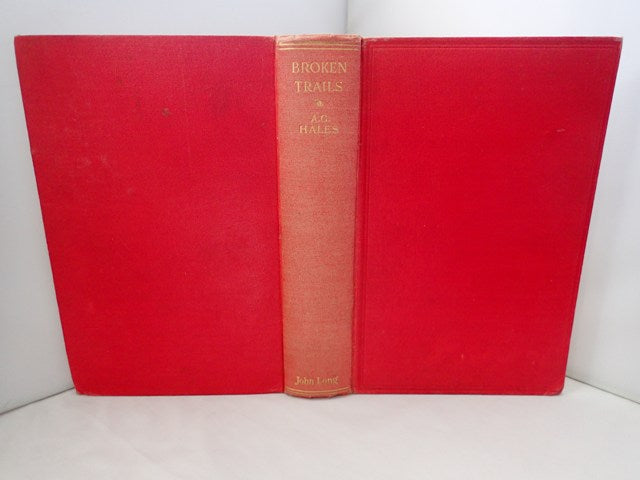 BROKEN
TRAILS
A.G.
HALES
John Long